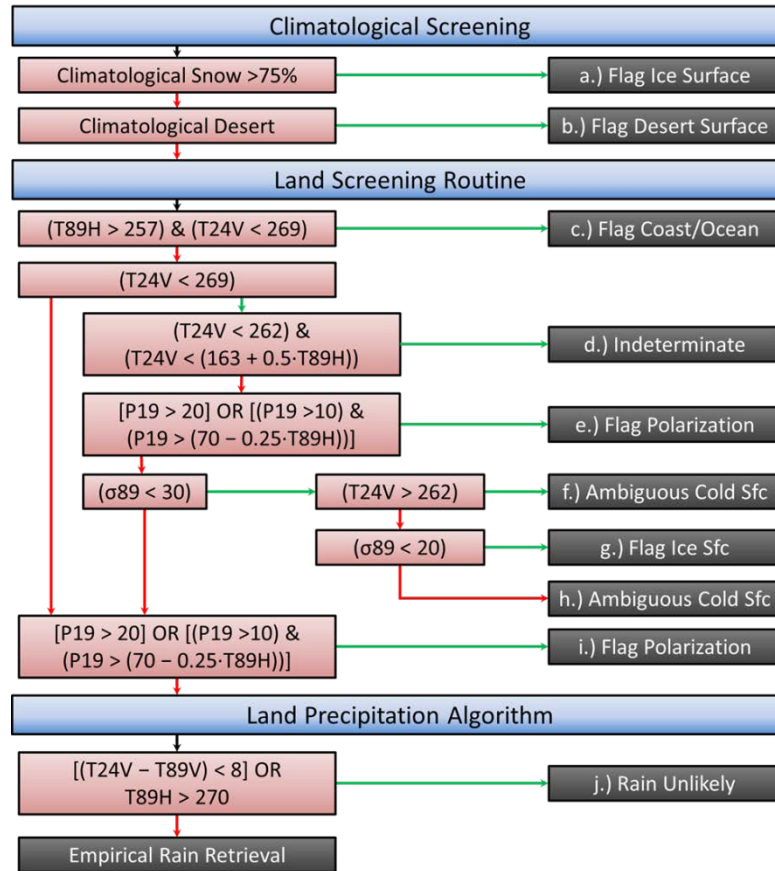 Climatological Screening
Climatological Snow >75%
a.) Flag Ice Surface
Climatological Desert
b.) Flag Desert Surface
Land Screening Routine
(T89H > 257) & (T24V < 269)
c.) Flag Coast/Ocean
(T24V < 269)
(T24V < 262) &
(T24V < (163 + 0.5·T89H))
d.) Indeterminate
[P19 > 20] OR [(P19 >10) &
(P19 > (70 − 0.25·T89H))]
e.) Flag Polarization
(σ89 < 30)
(T24V > 262)
f.) Ambiguous Cold Sfc
(σ89 < 20)
g.) Flag Ice Sfc
h.) Ambiguous Cold Sfc
[P19 > 20] OR [(P19 >10) &
(P19 > (70 − 0.25·T89H))]
i.) Flag Polarization
Land Precipitation Algorithm
[(T24V − T89V) < 8] OR
T89H > 270
j.) Rain Unlikely
Empirical Rain Retrieval